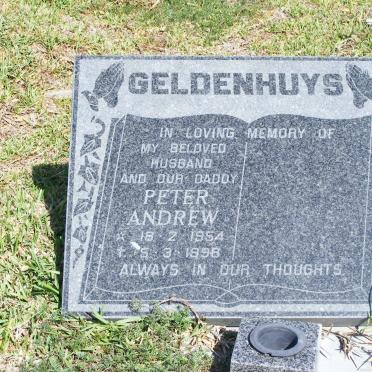 GELDENHUYS
IN LOVING MEMORY OF
MY BELOVED
HUSBAND
AND OUR DADDY
PETER
ANDREW
* 18 2 1954
† 5 3 1998
ALWAYS IN OUR THOUGHTS